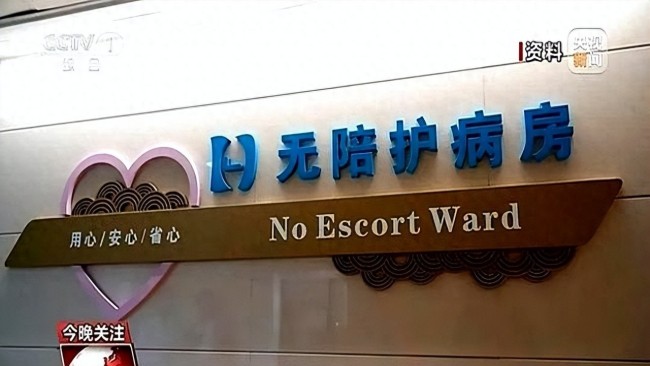 CCTV 1
综合
资料
央视新闻
无陪护病房
用心/安心/省心
No Escort Ward
今晚关注